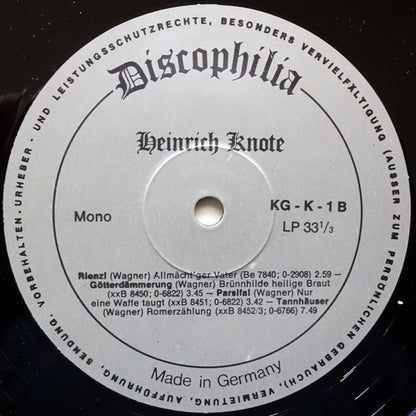 VORBEHALTEN · URHEBER - UND LEISTUNGSSCHUTZRECHTE, BESONDERS VERVIELFÄLTIGUNG (AUSSER ZUM PERSÖNLICHEN GEBRAUCH), VERMIETUNG, AUFFÜHRUNG, SENDUNG,
Discophilia
Heinrich Knote
KG - K - 1 B
Mono LP 33 1/3
Rienzi (Wagner) Allmächt'ger Vater (Be 7840; 0-2908) 2.59 —
Götterdämmerung (Wagner) Brünnhilde heilige Braut
(xxB 8450; 0-6822) 3.45 — Parsifal (Wagner) Nur
eine Waffe taugt (xxB 8451; 0-6822) 3.42 — Tannhäuser
(Wagner) Romerzählung (xxB 8452/3; 0-6766) 7.49
Made in Germany